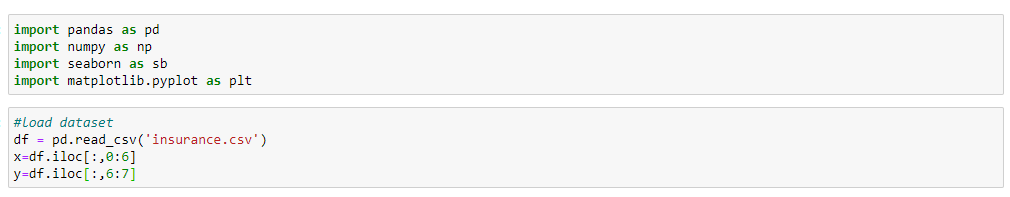 import pandas as pd
import numpy as np
import seaborn as sb
import matplotlib.pyplot as plt
#load dataset
df = pd.read_csv('insurance.csv')
x=df.iloc[:,0:6]
y=df.iloc[:,6:7]